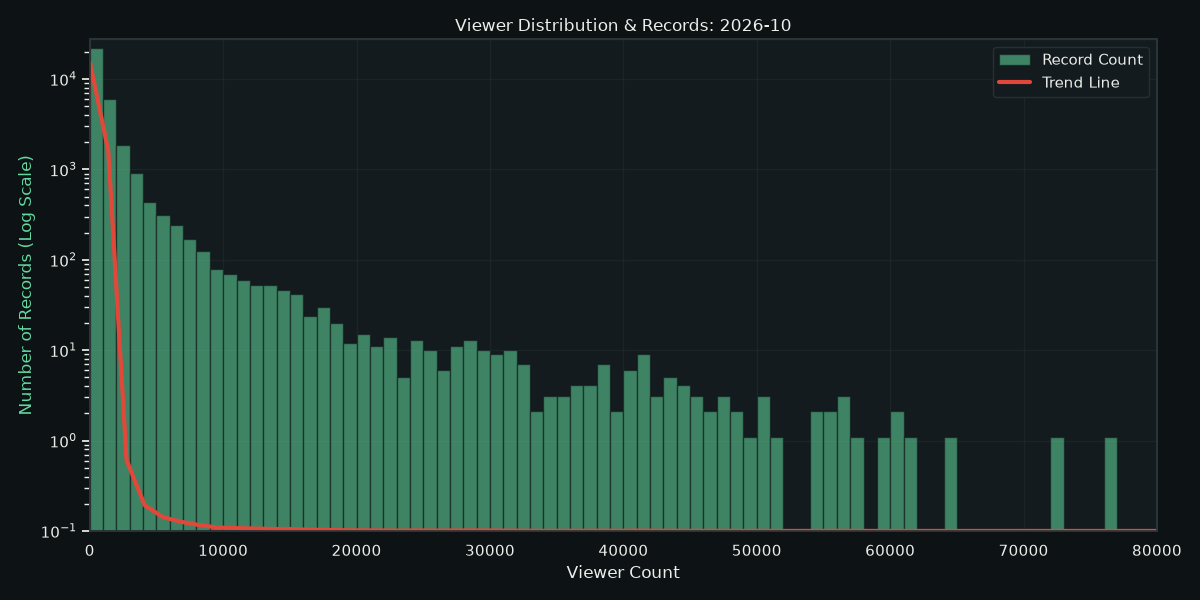 Viewer Distribution & Records: 2026-10
Record Count
Trend Line
Number of Records (Log Scale)
10⁴
10³
10²
10¹
10⁰
10⁻¹
0 10000 20000 30000 40000 50000 60000 70000 80000
Viewer Count